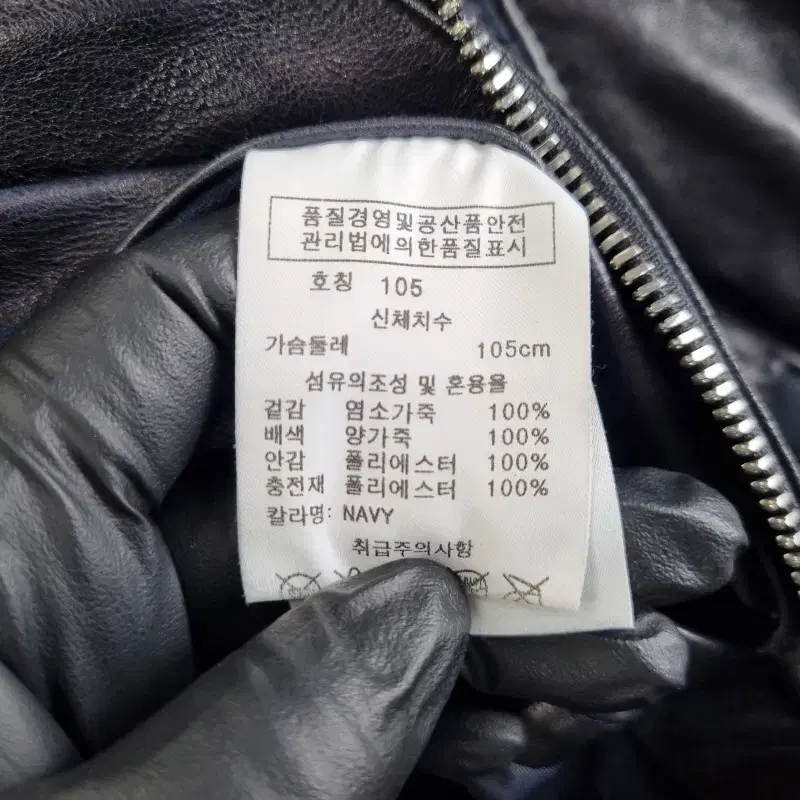 품질경영및공산품안전
관리법에의한품질표시
호칭 105
신체치수
가슴둘레 105cm
섬유의조성 및 혼용율
겉감 염소가죽 100%
배색 양가죽 100%
안감 폴리에스터 100%
충전재 폴리에스터 100%
칼라명: NAVY
취급주의사항